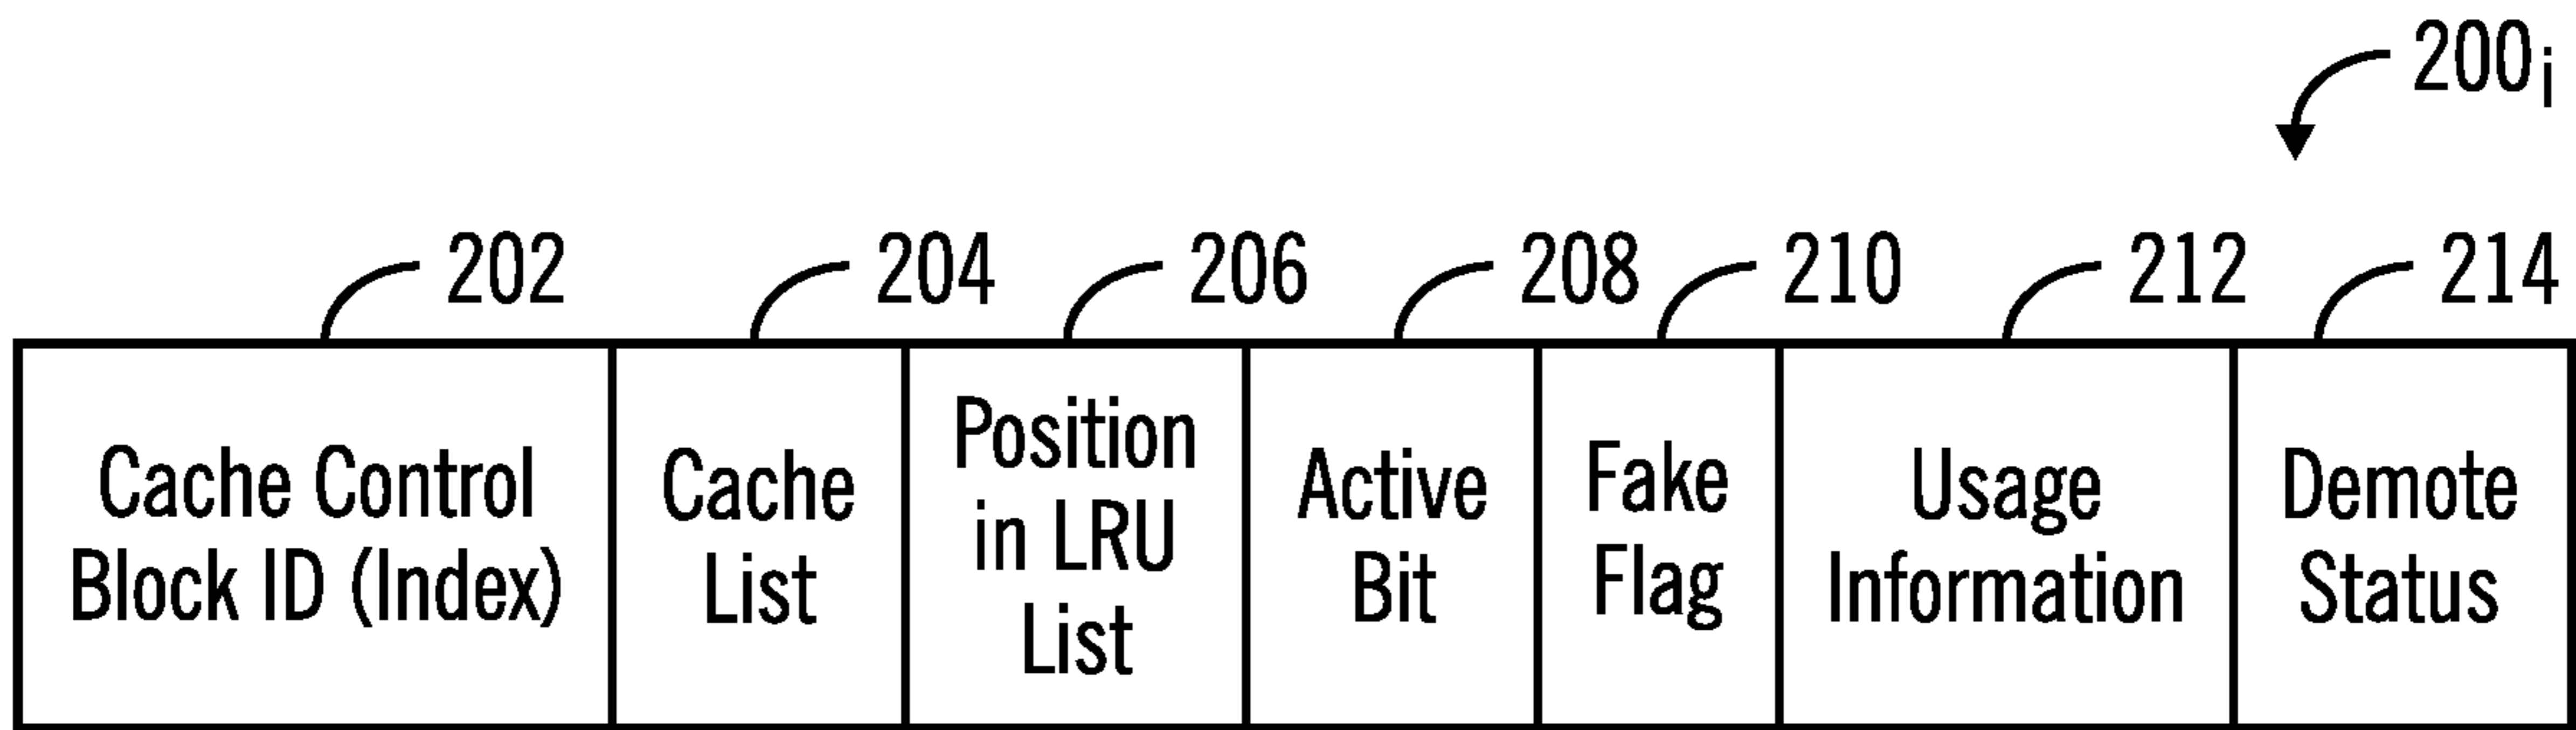 200i
202 204 206 208 210 212 214
Cache Control
Block ID (Index)
Cache
List
Position
in LRU
List
Active
Bit
Fake
Flag
Usage
Information
Demote
Status